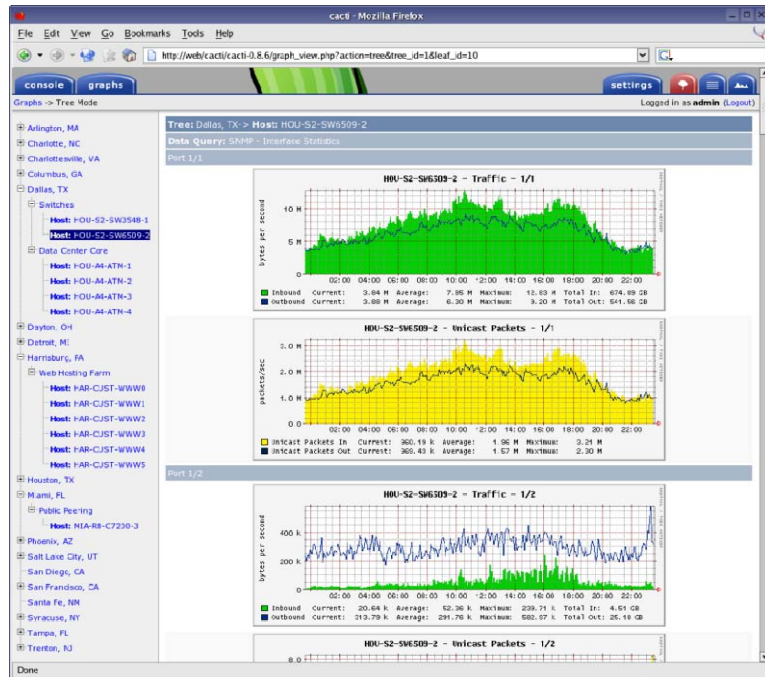 cacti - Mozilla Firefox
File Edit View Go Bookmarks Tools Help
http://web/cacti/cacti-0.8.6/graph_view.php?action=tree&tree_id=1&leaf_id=10
console graphs settings
Graphs -> Tree Mode
Logged in as admin (Logout)
Arlington, MA
Charlotte, NC
Charlottesville, VA
Columbus, GA
Dallas, TX
Switches
Host: HOU-S2-SW3548-1
Host: HOU-S2-SW6509-2
Data Center Core
Host: HOU-A4-ATM-1
Host: HOU-A4-ATM-2
Host: HOU-A4-ATM-3
Host: HOU-A4-ATM-4
Dayton, OH
Detroit, MI
Harrisburg, PA
Web Hosting Farm
Host: HAR-CJST-WWW0
Host: HAR-CJST-WWW1
Host: HAR-CJST-WWW2
Host: HAR-CJST-WWW3
Host: HAR-CJST-WWW4
Host: HAR-CJST-WWW5
Houston, TX
Miami, FL
Public Peering
Host: MIA-R8-C7230-3
Phoenix, AZ
Salt Lake City, UT
San Diego, CA
San Francisco, CA
Santa Fe, NM
Syracuse, NY
Tampa, FL
Trenton, NJ
Tree: Dallas, TX-> Host: HOU-S2-SW6509-2
Data Query: SNMP - Interface Statistics
Port 1/1
HOU-S2-SW6509-2 - Traffic - 1/1
bytes per second
10 M
5 M
0
02:00 04:00 06:00 08:00 10:00 12:00 14:00 16:00 18:00 20:00 22:00
Inbound Current: 3.84 M Average: 7.85 M Maximum: 12.83 M Total In: 674.89 GB
Outbound Current: 3.88 M Average: 6.30 M Maximum: 9.20 M Total Out: 541.56 GB
HOU-S2-SW6509-2 - Unicast Packets - 1/1
packets/sec
3.0 M
2.0 M
1.0 M
0.0
02:00 04:00 06:00 08:00 10:00 12:00 14:00 16:00 18:00 20:00 22:00
Unicast Packets In Current: 960.19 k Average: 1.96 M Maximum: 3.21 M
Unicast Packets Out Current: 969.43 k Average: 1.57 M Maximum: 2.30 M
Port 1/2
HOU-S2-SW6509-2 - Traffic - 1/2
bytes per second
400 k
200 k
0
02:00 04:00 06:00 08:00 10:00 12:00 14:00 16:00 18:00 20:00 22:00
Inbound Current: 20.64 k Average: 52.36 k Maximum: 239.71 k Total In: 4.51 GB
Outbound Current: 313.79 k Average: 291.76 k Maximum: 582.97 k Total Out: 25.10 GB
HOU-S2-SW6509-2 - Unicast Packets - 1/2
8.0
Done